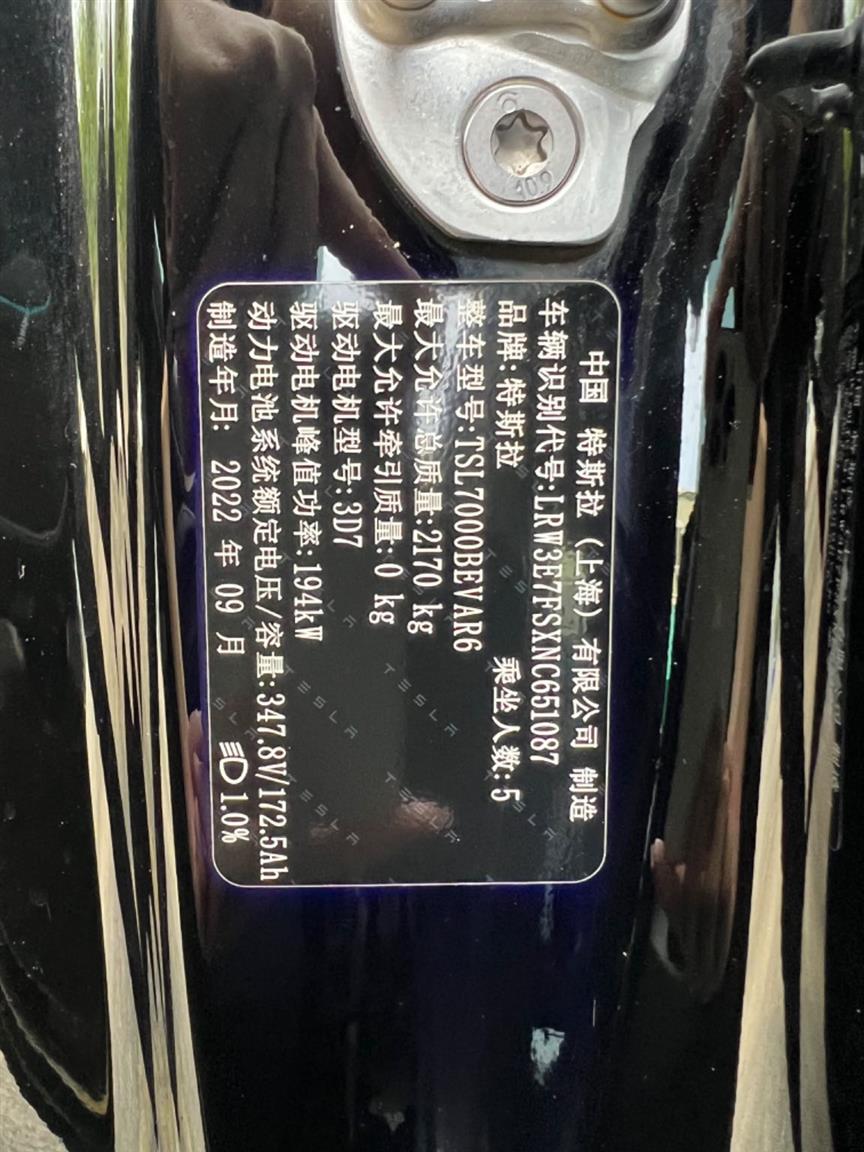 中国 特斯拉（上海）有限公司 制造
车辆识别代号:LRW3E7FSXNC651087
品牌:特斯拉 乘坐人数:5
整车型号:TSL7000BEVAR6
最大允许总质量:2170 kg
最大允许牵引质量:0 kg
驱动电机型号:3D7
驱动电机峰值功率:194kW
动力电池系统额定电压/容量:347.8V/172.5Ah
制造年月: 2022 年 09 月 1.0%
TESLA